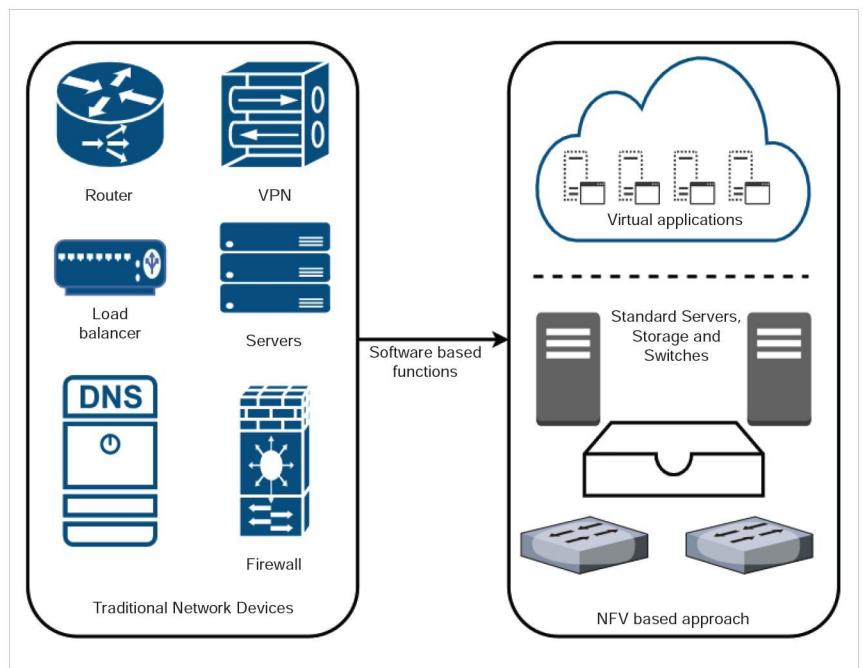 Router
VPN
Load
balancer
Servers
DNS
Firewall
Traditional Network Devices
Software based
functions
Virtual applications
Standard Servers,
Storage and
Switches
NFV based approach